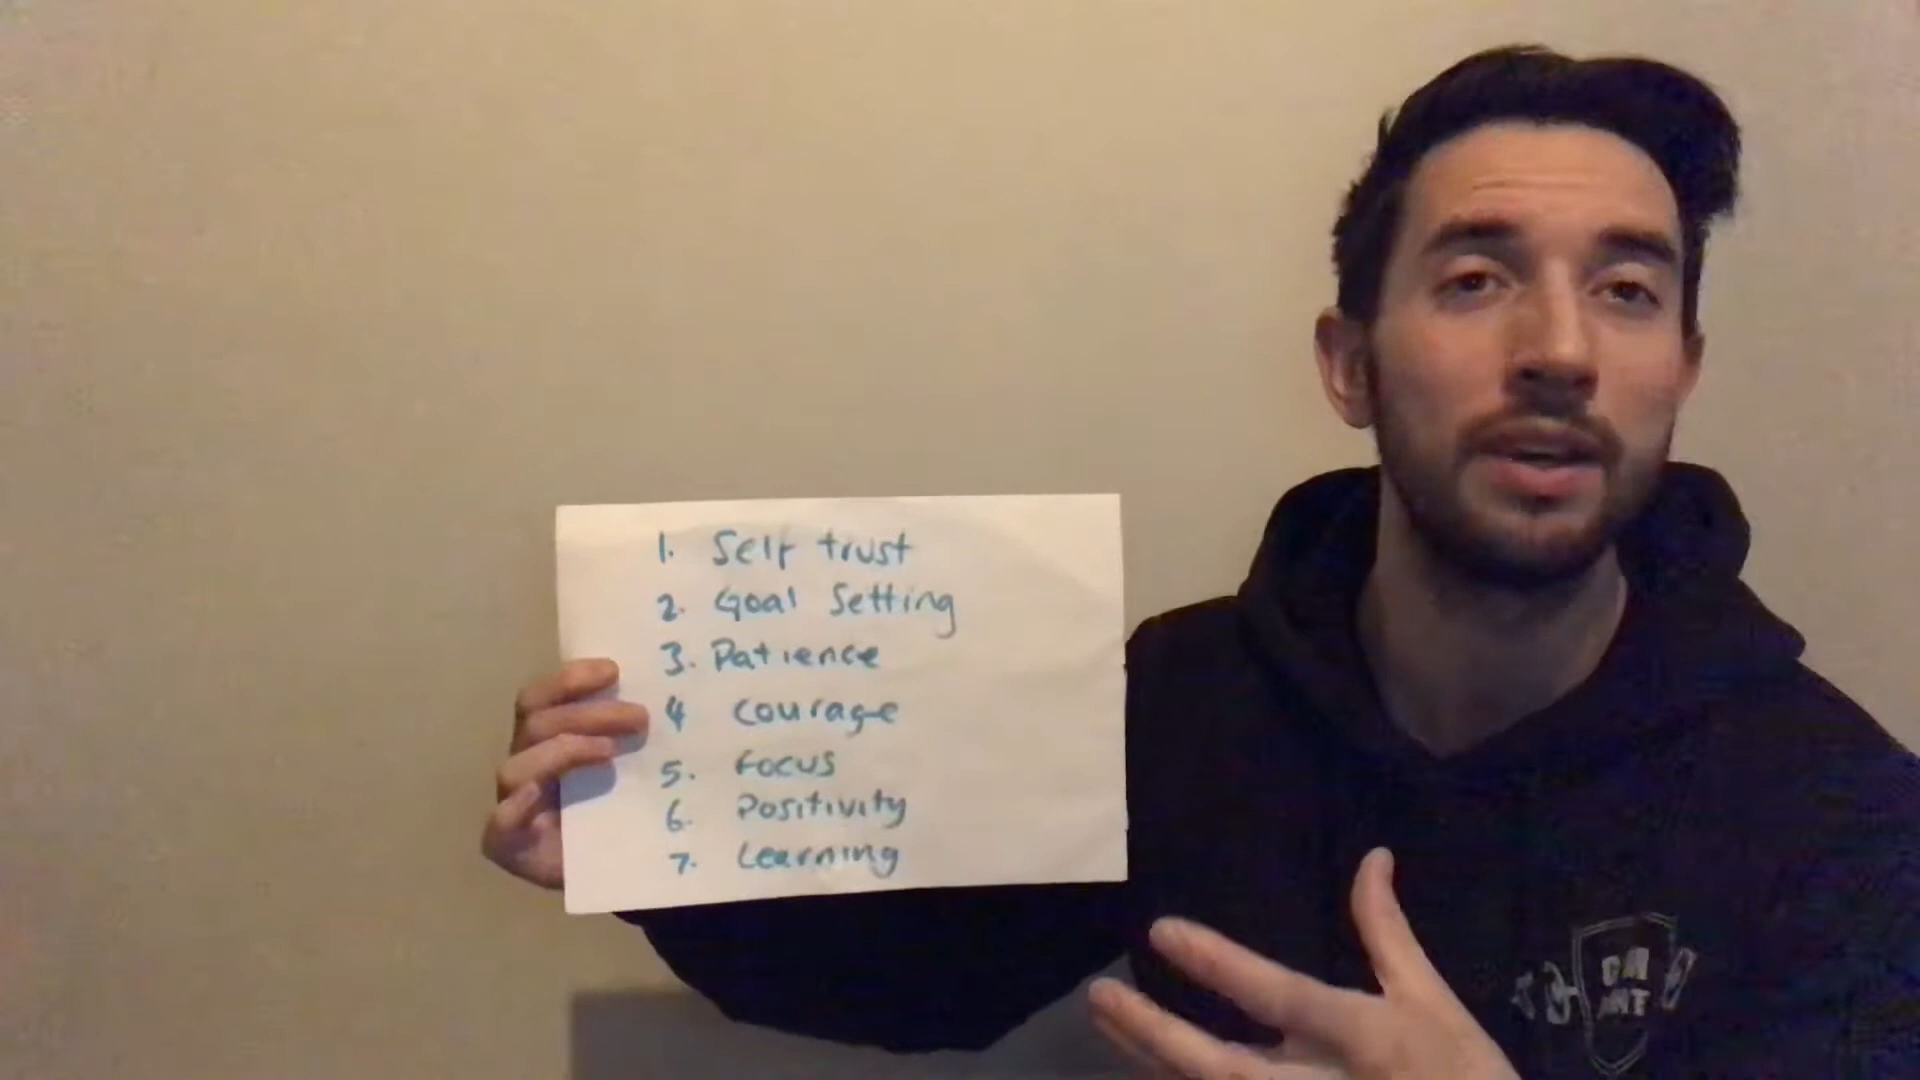 1. Self trust
2. Goal Setting
3. Patience
4 courage
5. Focus
6. Positivity
7. Learning